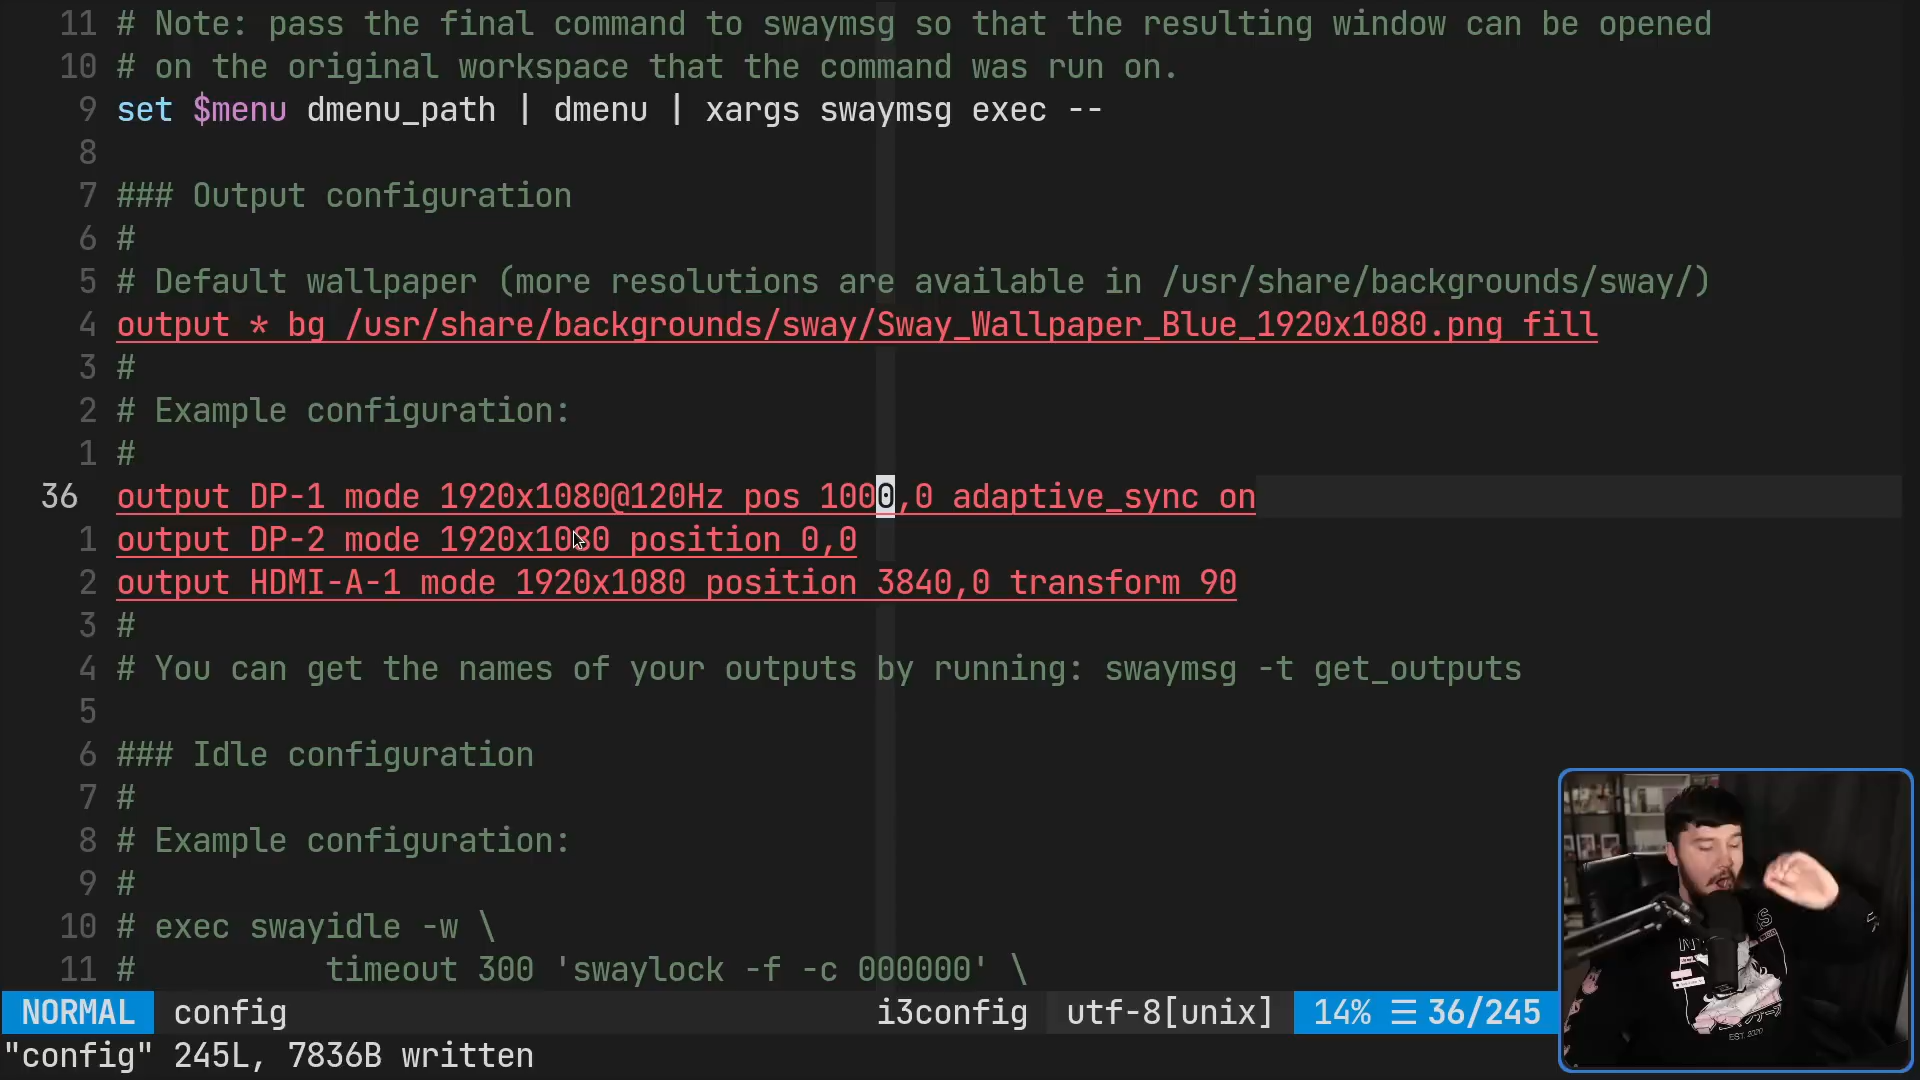 11 # Note: pass the final command to swaymsg so that the resulting window can be opened
10 # on the original workspace that the command was run on.
9 set $menu dmenu_path | dmenu | xargs swaymsg exec --
8
7 ### Output configuration
6 #
5 # Default wallpaper (more resolutions are available in /usr/share/backgrounds/sway/)
4 output * bg /usr/share/backgrounds/sway/Sway_Wallpaper_Blue_1920x1080.png fill
3 #
2 # Example configuration:
1 #
36 output DP-1 mode 1920x1080@120Hz pos 1000,0 adaptive_sync on
1 output DP-2 mode 1920x1080 position 0,0
2 output HDMI-A-1 mode 1920x1080 position 3840,0 transform 90
3 #
4 # You can get the names of your outputs by running: swaymsg -t get_outputs
5
6 ### Idle configuration
7 #
8 # Example configuration:
9 #
10 # exec swayidle -w \
11 #          timeout 300 'swaylock -f -c 000000' \
NORMAL config i3config utf-8[unix] 14% ☰ 36/245
"config" 245L, 7836B written
EST. 2020